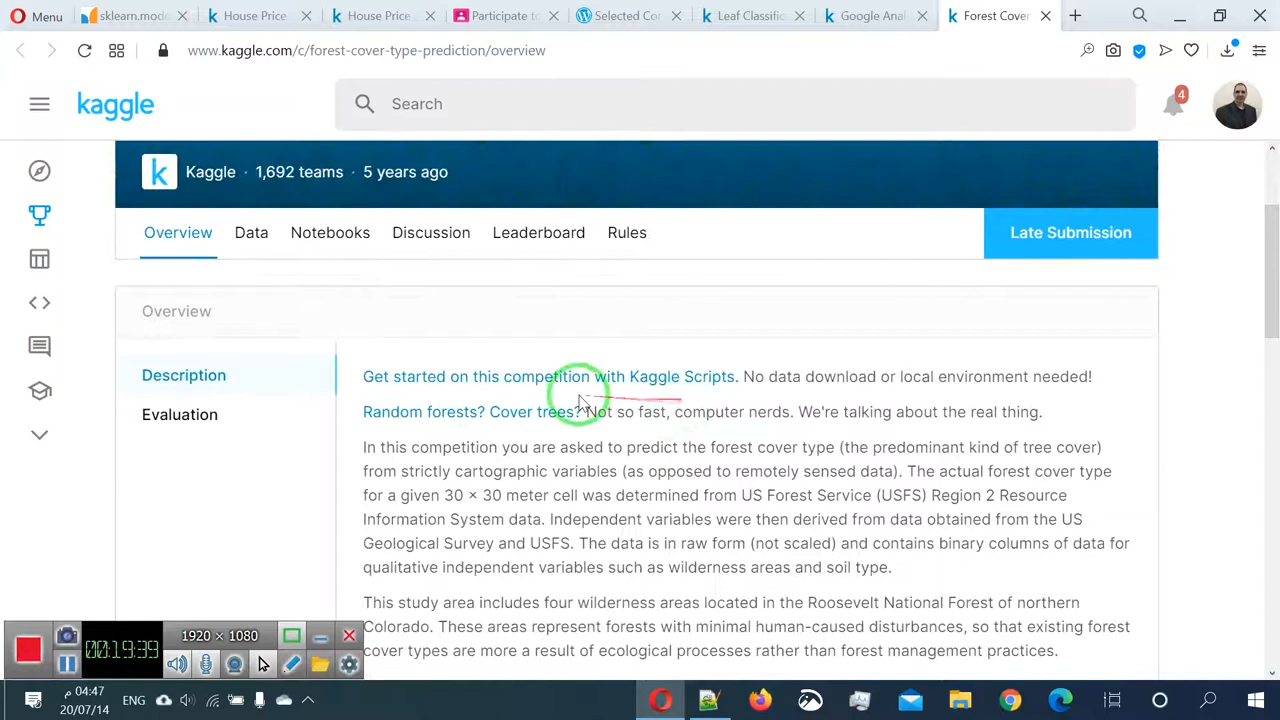 Menu
sklearn.mode
House Price
House Price
Participate to
Selected Co
Leaf Classific
Google Anal
Forest Cover
www.kaggle.com/c/forest-cover-type-prediction/overview
kaggle
Search
4
Kaggle · 1,692 teams · 5 years ago
Overview
Data
Notebooks
Discussion
Leaderboard
Rules
Late Submission
Overview
Description
Evaluation
Get started on this competition with Kaggle Scripts. No data download or local environment needed!
Random forests? Cover trees? Not so fast, computer nerds. We're talking about the real thing.
In this competition you are asked to predict the forest cover type (the predominant kind of tree cover)
from strictly cartographic variables (as opposed to remotely sensed data). The actual forest cover type
for a given 30 × 30 meter cell was determined from US Forest Service (USFS) Region 2 Resource
Information System data. Independent variables were then derived from data obtained from the US
Geological Survey and USFS. The data is in raw form (not scaled) and contains binary columns of data for
qualitative independent variables such as wilderness areas and soil type.
This study area includes four wilderness areas located in the Roosevelt National Forest of northern
Colorado. These areas represent forests with minimal human-caused disturbances, so that existing forest
cover types are more a result of ecological processes rather than forest management practices.
00:19:39
1920 × 1080
ENG
04:47 م
20/07/14